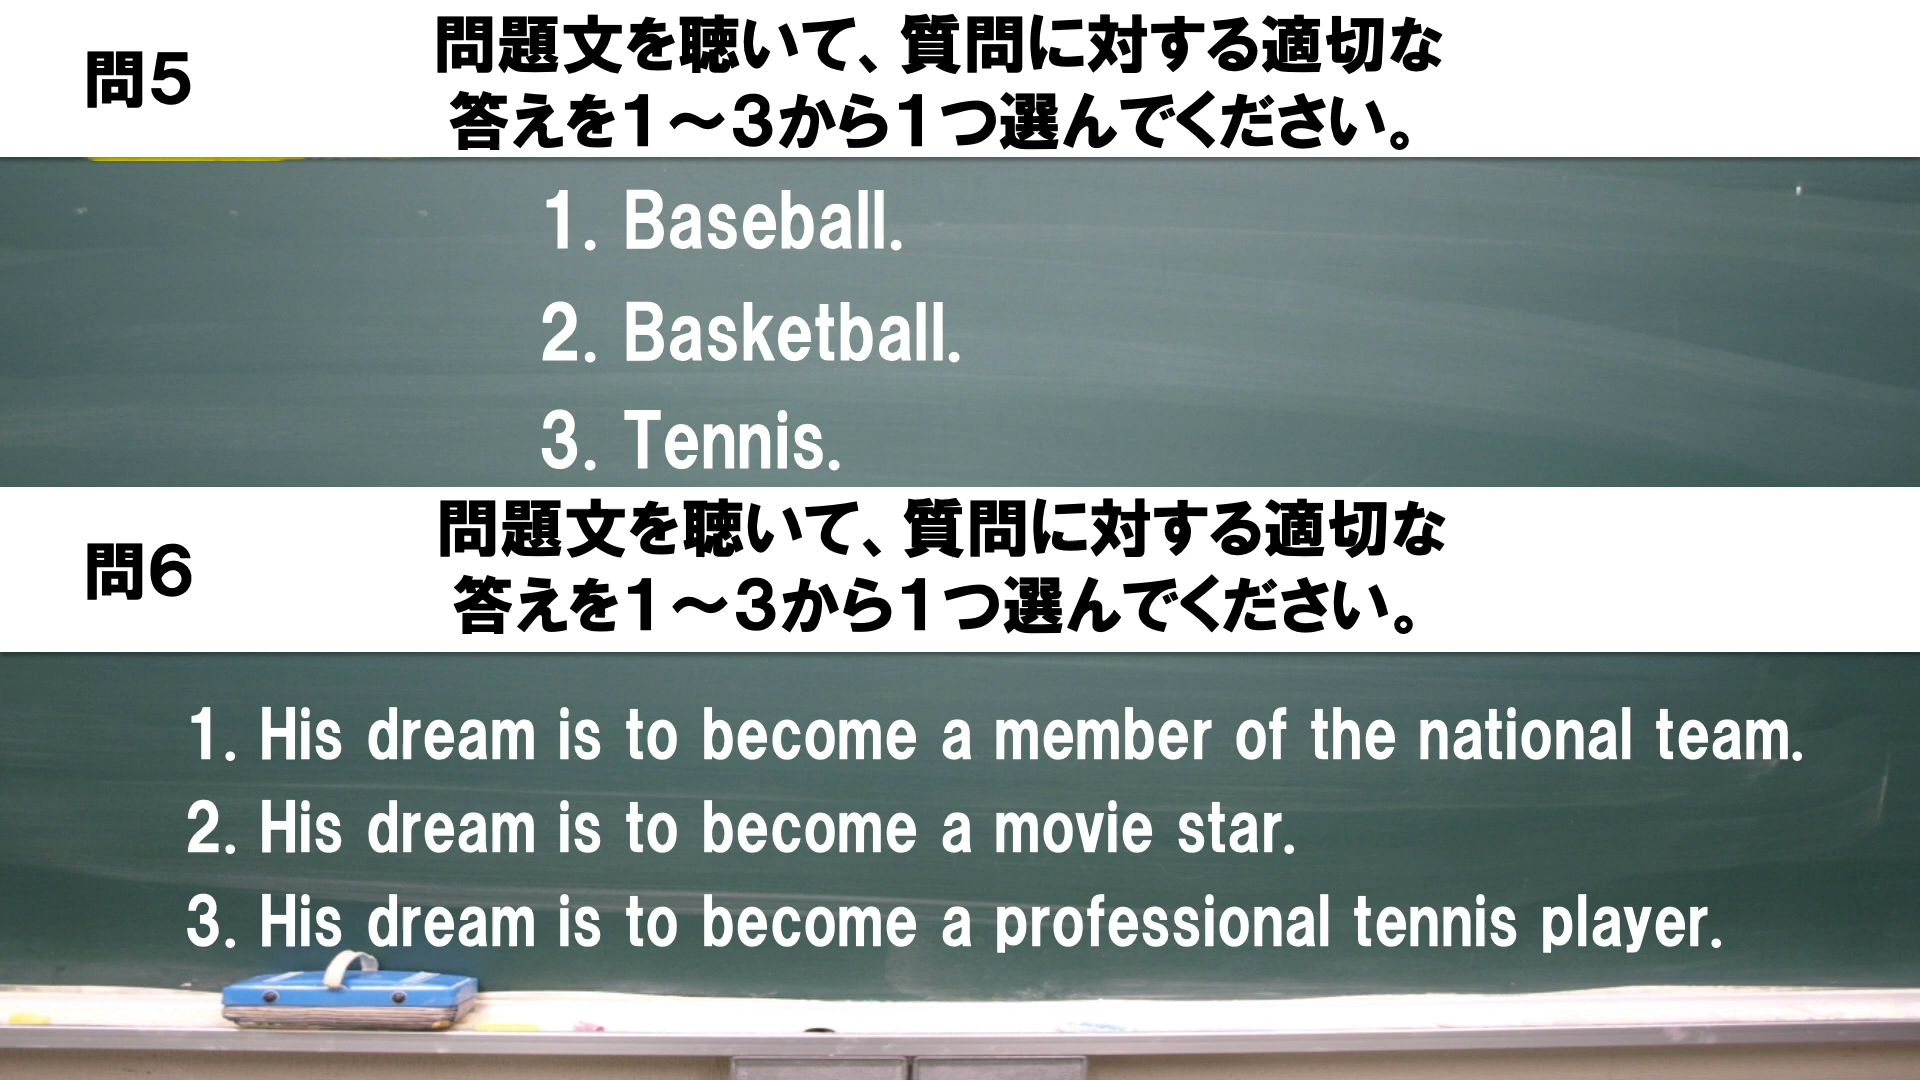 問5
問題文を聴いて、質問に対する適切な
答えを1～3から1つ選んでください。
1. Baseball.
2. Basketball.
3. Tennis.
問6
問題文を聴いて、質問に対する適切な
答えを1～3から1つ選んでください。
1. His dream is to become a member of the national team.
2. His dream is to become a movie star.
3. His dream is to become a professional tennis player.